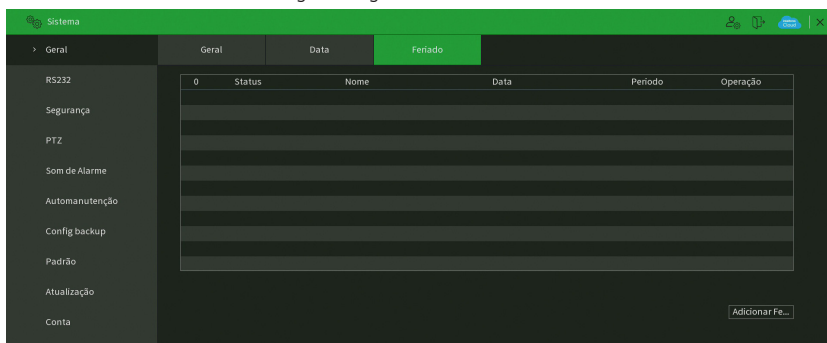 Sistema
Cloud
Geral
Geral Data Feriado
RS232
0 Status Nome Data Período Operação
Segurança
PTZ
Som de Alarme
Automanutenção
Config backup
Padrão
Atualização
Adicionar Fe...
Conta